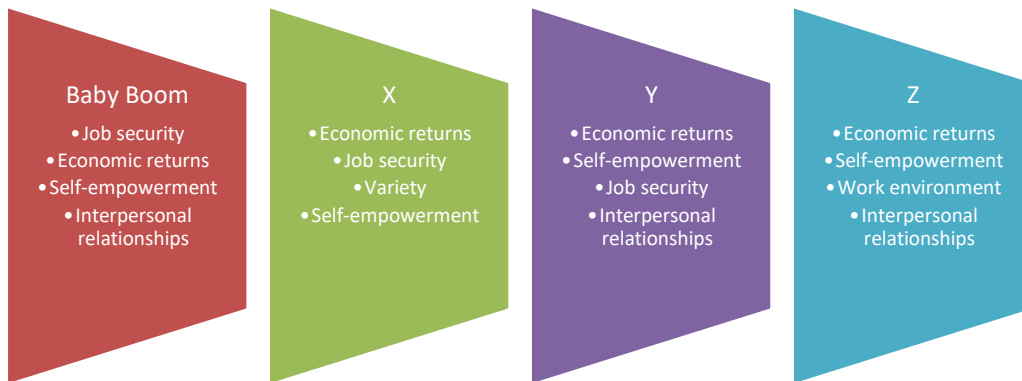 Baby Boom
•Job security
•Economic returns
•Self-empowerment
•Interpersonal
relationships
X
•Economic returns
•Job security
•Variety
•Self-empowerment
Y
•Economic returns
•Self-empowerment
•Job security
•Interpersonal
relationships
Z
•Economic returns
•Self-empowerment
•Work environment
•Interpersonal
relationships